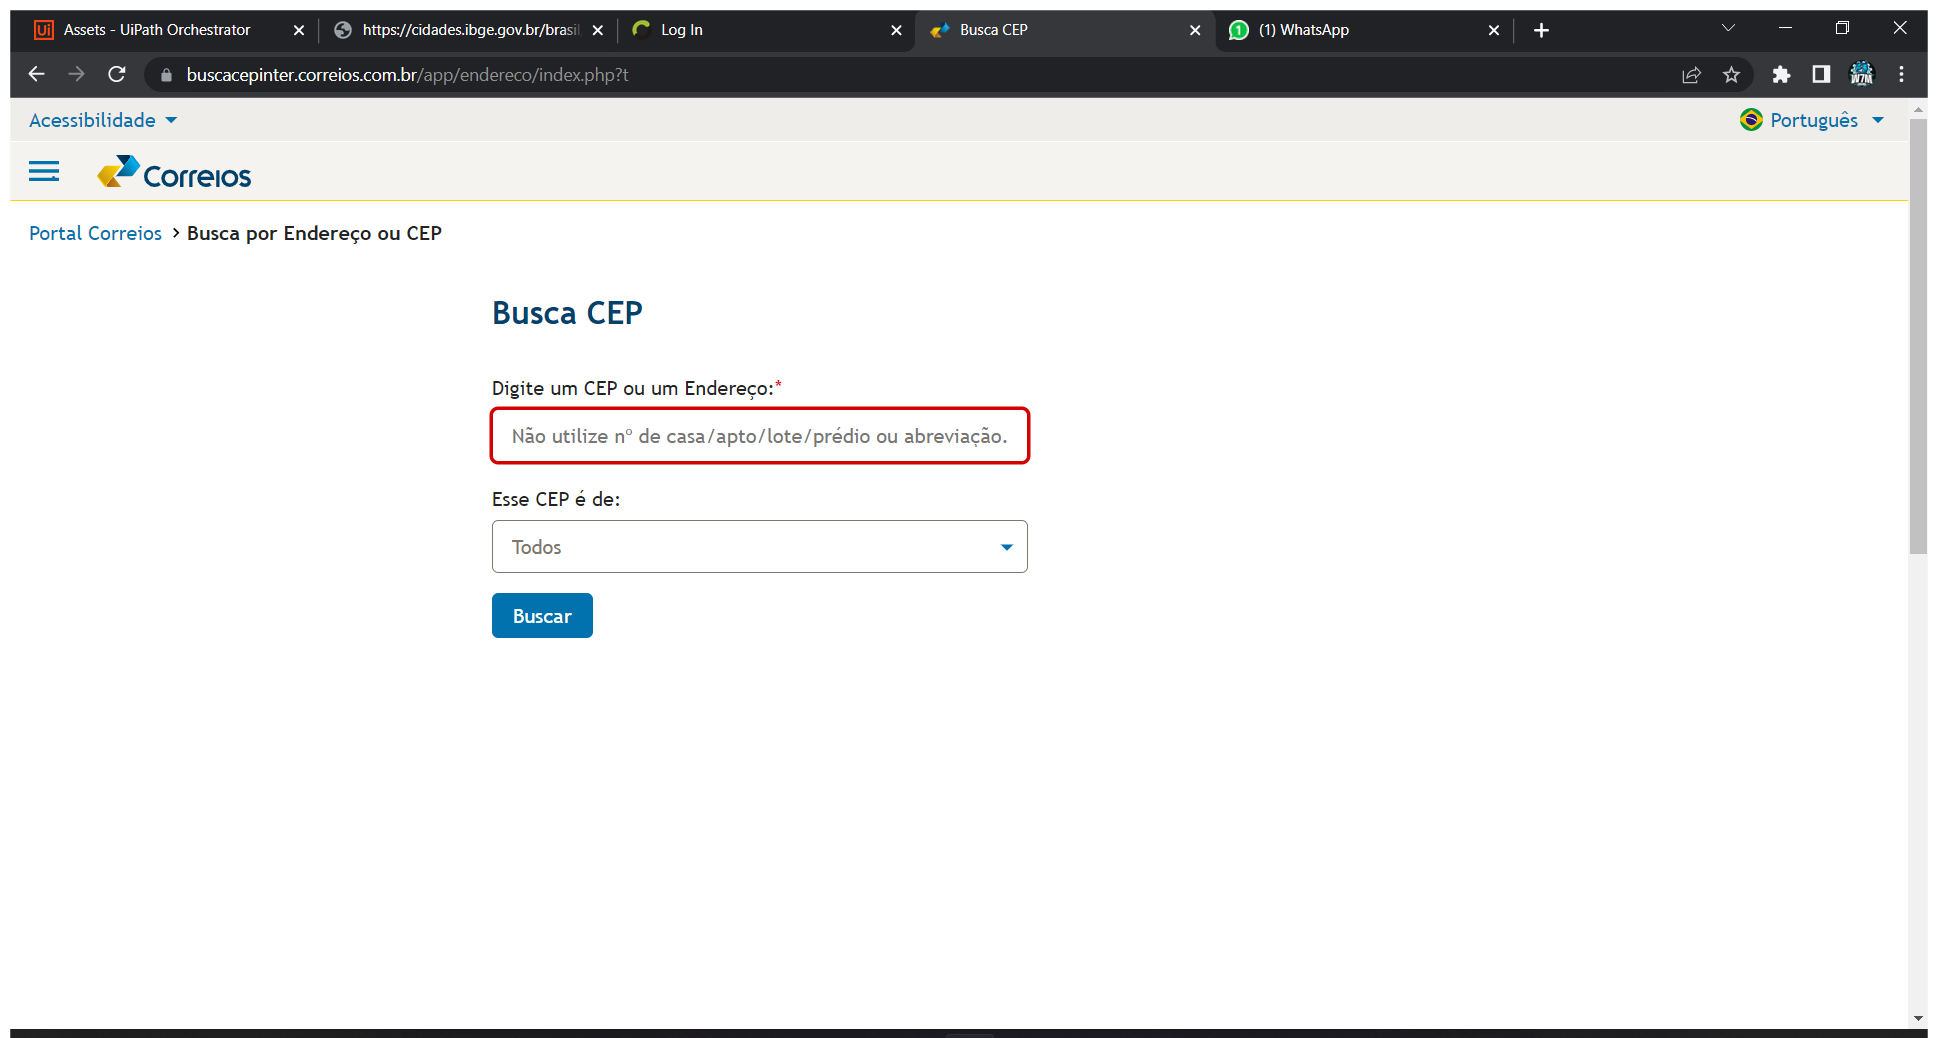 Assets - UiPath Orchestrator
https://cidades.ibge.gov.br/brasil
Log In
Busca CEP
(1) WhatsApp
buscacepinter.correios.com.br/app/endereco/index.php?t
Acessibilidade
Português
Correios
Portal Correios > Busca por Endereço ou CEP
Busca CEP
Digite um CEP ou um Endereço:*
Não utilize nº de casa/apto/lote/prédio ou abreviação.
Esse CEP é de:
Todos
Buscar